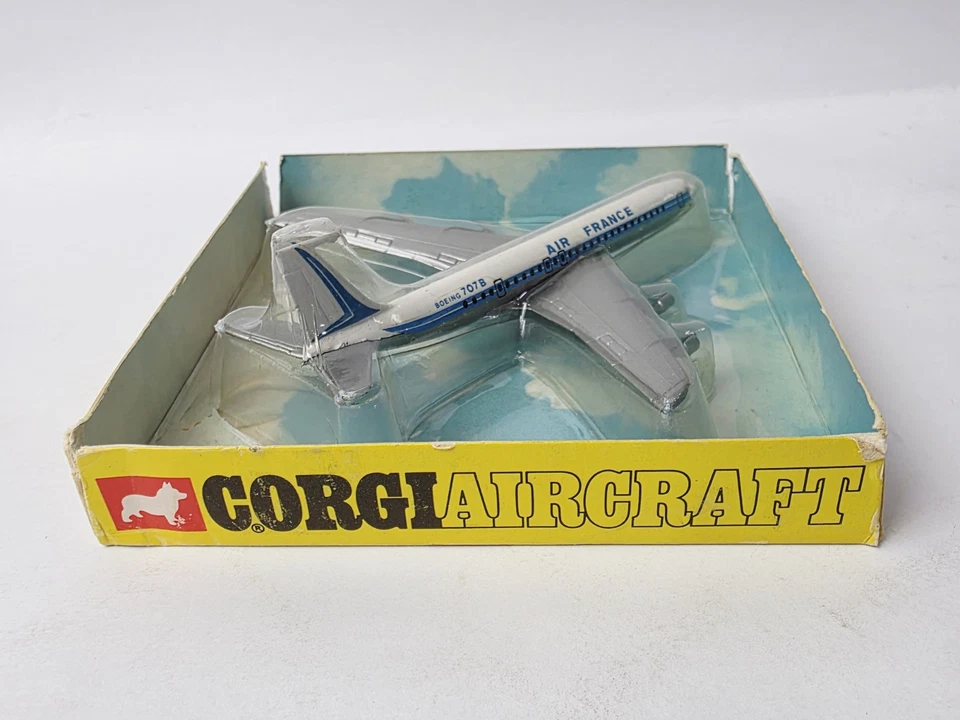 AIR FRANCE
BOEING 707B
CORGI® AIRCRAFT